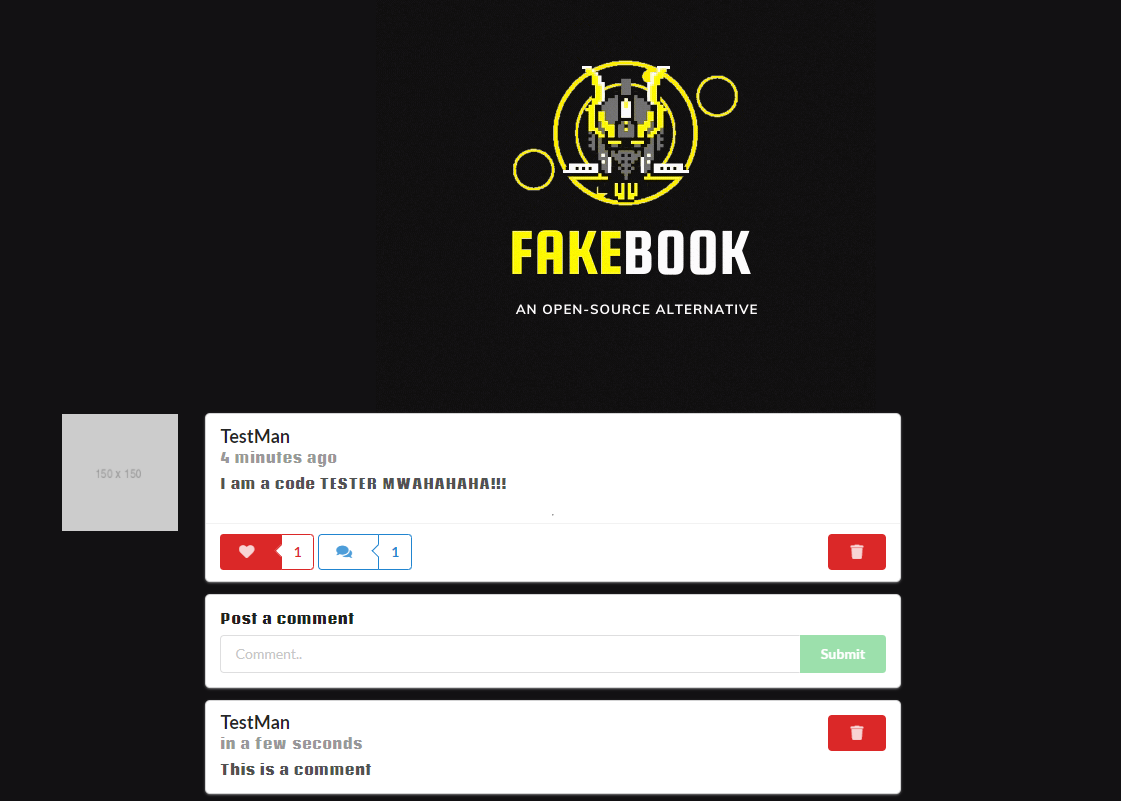 FAKEBOOK
AN OPEN-SOURCE ALTERNATIVE
150 x 150
TestMan
4 minutes ago
I am a code TESTER MWAHAHAHA!!!
.
1
1
Post a comment
Comment..
Submit
TestMan
in a few seconds
This is a comment